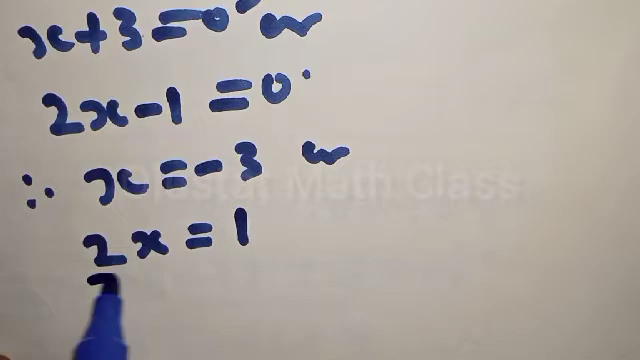 x+3=0 or
2x-1=0.
∴ x=-3 or
2x=1